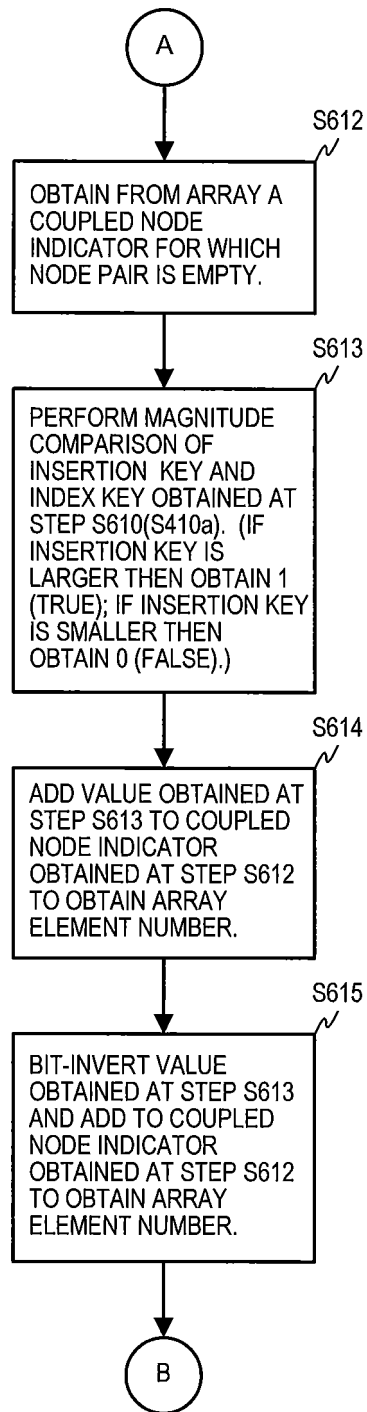 A
S612
OBTAIN FROM ARRAY A
COUPLED NODE
INDICATOR FOR WHICH
NODE PAIR IS EMPTY.
S613
PERFORM MAGNITUDE
COMPARISON OF
INSERTION KEY AND
INDEX KEY OBTAINED AT
STEP S610(S410a). (IF
INSERTION KEY IS
LARGER THEN OBTAIN 1
(TRUE); IF INSERTION KEY
IS SMALLER THEN
OBTAIN 0 (FALSE).)
S614
ADD VALUE OBTAINED AT
STEP S613 TO COUPLED
NODE INDICATOR
OBTAINED AT STEP S612
TO OBTAIN ARRAY
ELEMENT NUMBER.
S615
BIT-INVERT VALUE
OBTAINED AT STEP S613
AND ADD TO COUPLED
NODE INDICATOR
OBTAINED AT STEP S612
TO OBTAIN ARRAY
ELEMENT NUMBER.
B